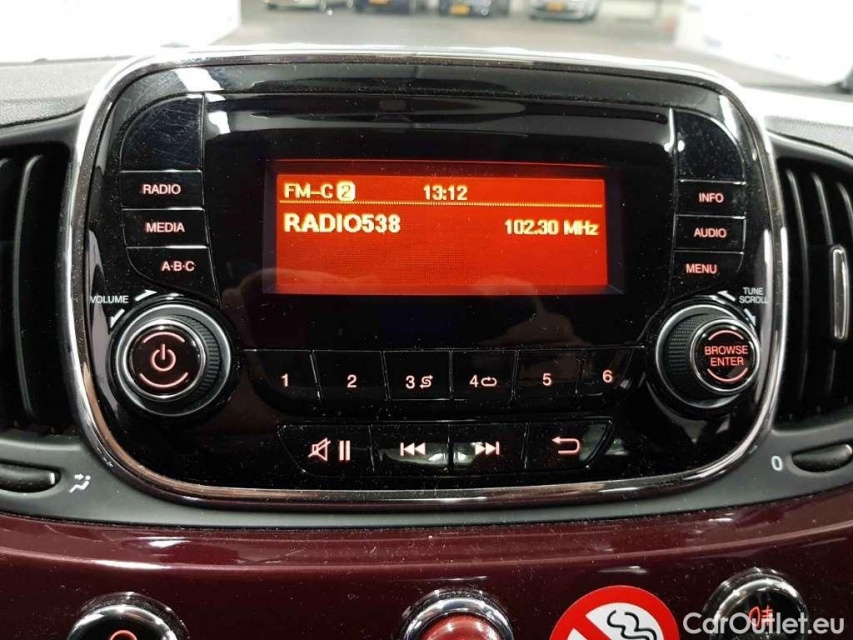 FM-C 2 13:12
RADIO538 102.30 MHz
RADIO
MEDIA
A·B·C
INFO
AUDIO
MENU
VOLUME
TUNE
SCROLL
BROWSE
ENTER
1 2 3 4 5 6
0
CarOutlet.eu